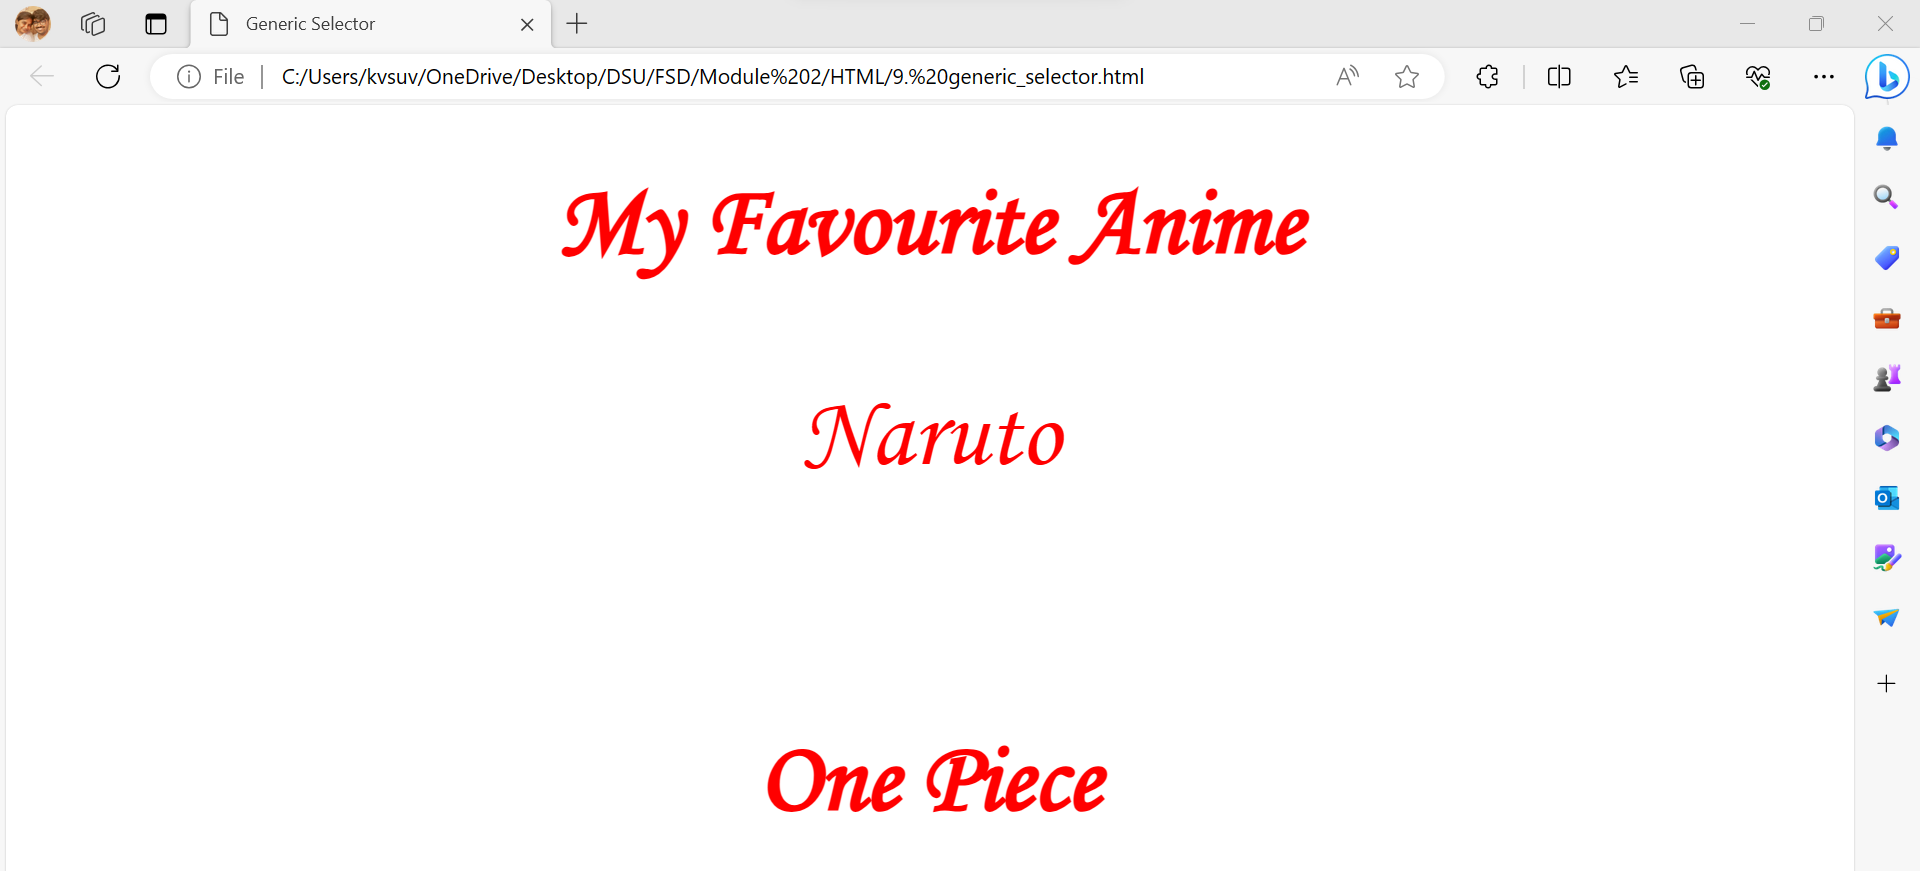 Generic Selector
File
C:/Users/kvsuv/OneDrive/Desktop/DSU/FSD/Module%202/HTML/9.%20generic_selector.html
My Favourite Anime
Naruto
One Piece